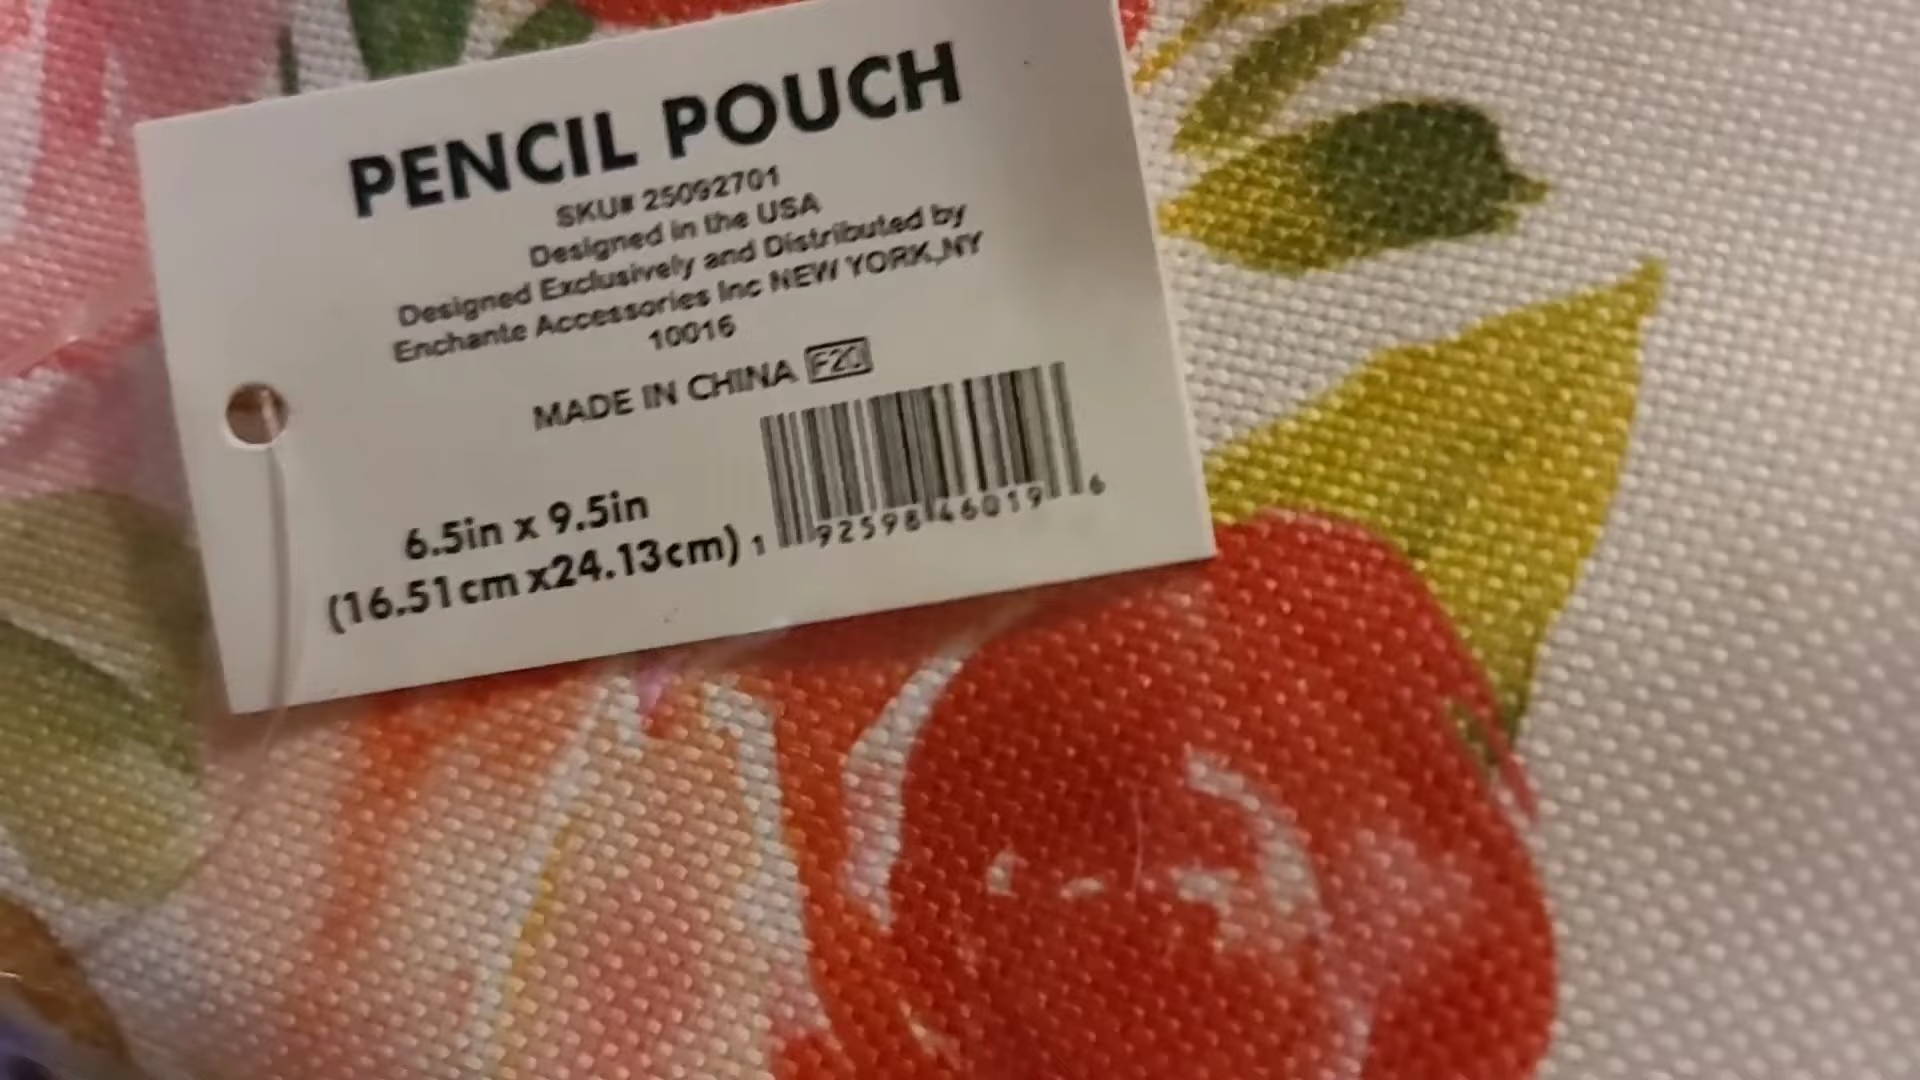 PENCIL POUCH
SKU# 25092701
Designed in the USA
Designed Exclusively and Distributed by
Enchante Accessories Inc NEW YORK,NY
10016
MADE IN CHINA F20
6.5in x 9.5in
(16.51cm x24.13cm)
1 92598 46019 6